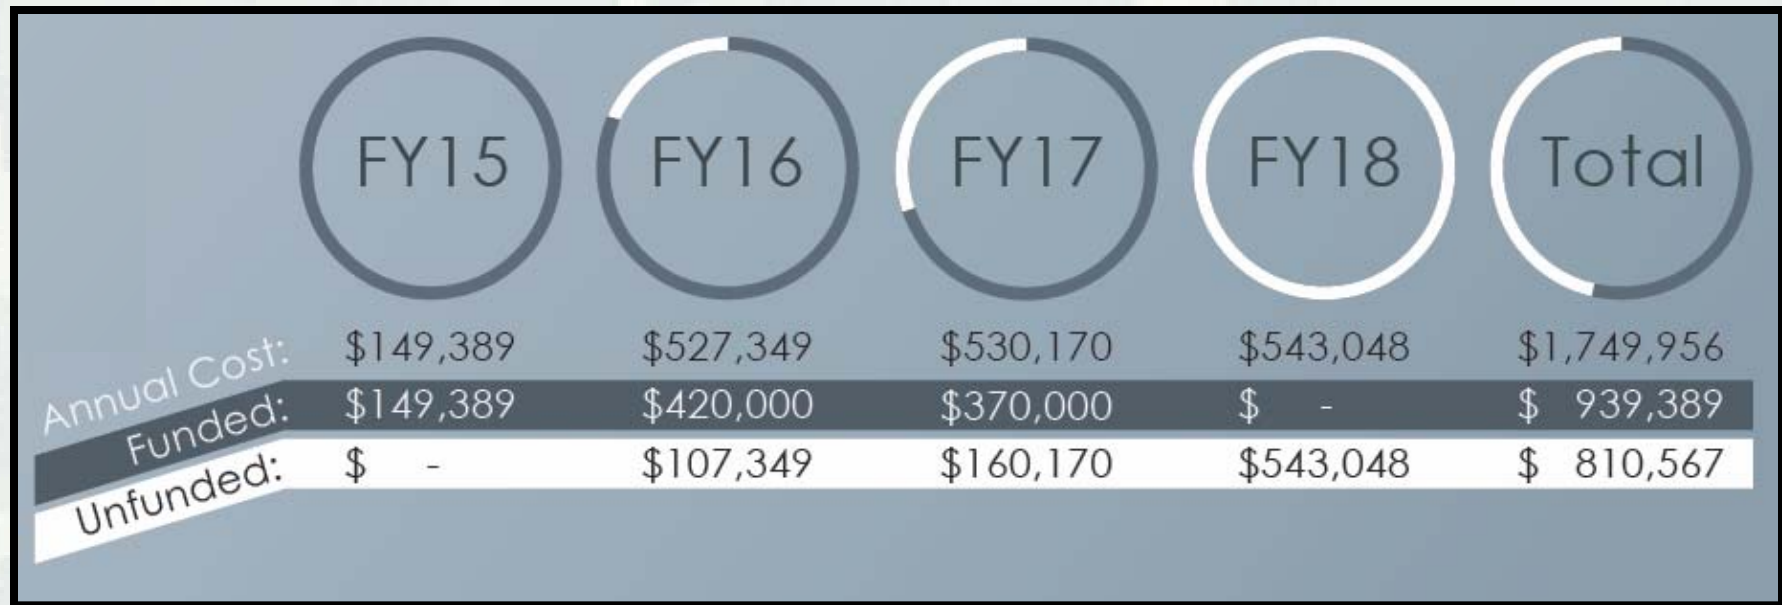 FY15 FY16 FY17 FY18 Total
Annual Cost: $149,389 $527,349 $530,170 $543,048 $1,749,956
Funded: $149,389 $420,000 $370,000 $ - $ 939,389
Unfunded: $ - $107,349 $160,170 $543,048 $ 810,567